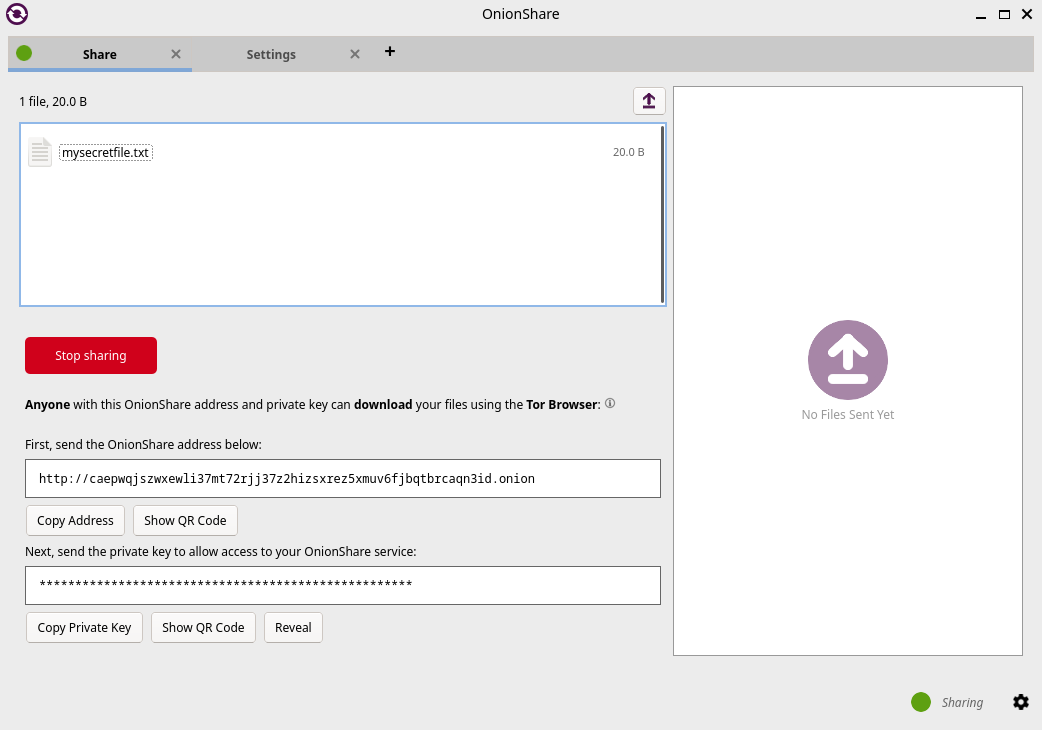 OnionShare
Share
Settings
1 file, 20.0 B
mysecretfile.txt 20.0 B
Stop sharing
Anyone with this OnionShare address and private key can download your files using the Tor Browser:
First, send the OnionShare address below:
http://caepwqjszwxewli37mt72rjj37z2hizsxrez5xmuv6fjbqtbrcaqn3id.onion
Copy Address Show QR Code
Next, send the private key to allow access to your OnionShare service:
****************************************************
Copy Private Key Show QR Code Reveal
No Files Sent Yet
Sharing